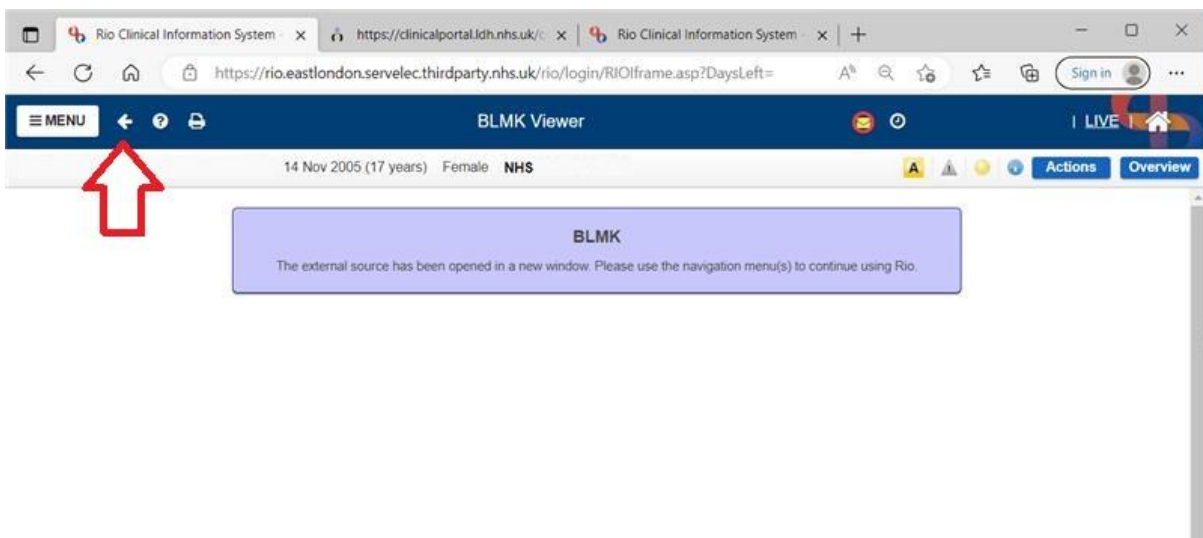 Rio Clinical Information System - https://clinicalportal.ldh.nhs.uk/c Rio Clinical Information System -
https://rio.eastlondon.servelec.thirdparty.nhs.uk/rio/login/RIOIframe.asp?DaysLeft= Sign in
MENU BLMK Viewer | LIVE |
14 Nov 2005 (17 years) Female NHS A Actions Overview
BLMK
The external source has been opened in a new window. Please use the navigation menu(s) to continue using Rio.